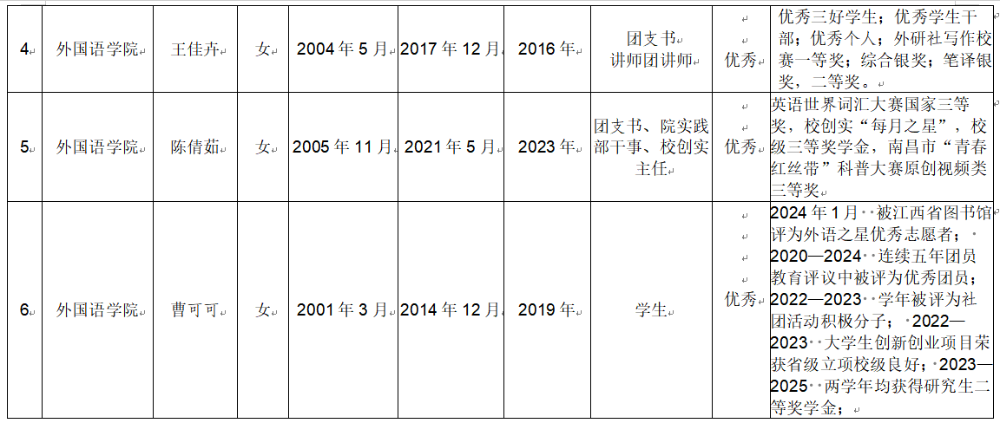 4 外国语学院 王佳卉 女 2004 年 5 月 2017 年 12 月 2016 年 团支书 讲师团讲师 优秀 优秀三好学生；优秀学生干
部；优秀个人；外研社写作校
赛一等奖；综合银奖；笔译银
奖，二等奖。
5 外国语学院 陈倩茹 女 2005 年 11 月 2021 年 5 月 2023 年 团支书、院实践
部干事、校创实
主任 优秀 英语世界词汇大赛国家三等
奖，校创实“每月之星”，校
级三等奖学金，南昌市“青春
红丝带”科普大赛原创视频类
三等奖
6 外国语学院 曹可可 女 2001 年 3 月 2014 年 12 月 2019 年 学生 优秀 2024 年 1 月 被江西省图书馆
评为外语之星优秀志愿者；
2020—2024 连续五年团员
教育评议中被评为优秀团员；
2022—2023 学年被评为社
团活动积极分子； 2022—
2023 大学生创新创业项目荣
获省级立项校级良好；2023—
2025 两学年均获得研究生二
等奖学金；